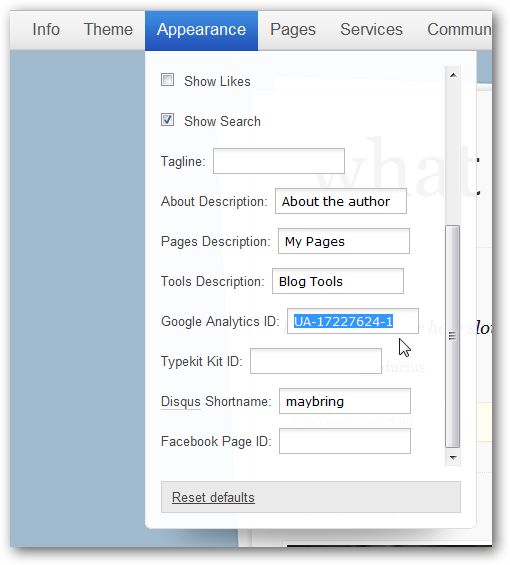 Info Theme Appearance Pages Services Commun
Show Likes
Show Search
Tagline:
what
About Description: About the author
Pages Description: My Pages
Tools Description: Blog Tools
Google Analytics ID: UA-17227624-1
Typekit Kit ID:
Disqus Shortname: maybring
Facebook Page ID:
Reset defaults